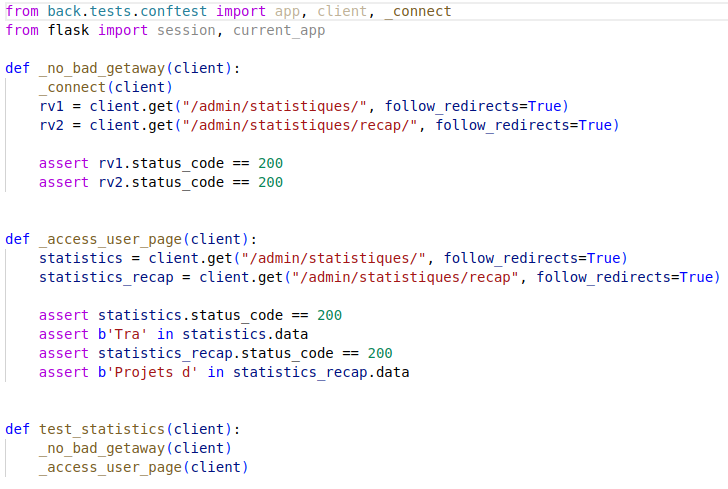 from back.tests.conftest import app, client, _connect
from flask import session, current_app

def _no_bad_getaway(client):
    _connect(client)
    rv1 = client.get("/admin/statistiques/", follow_redirects=True)
    rv2 = client.get("/admin/statistiques/recap/", follow_redirects=True)

    assert rv1.status_code == 200
    assert rv2.status_code == 200


def _access_user_page(client):
    statistics = client.get("/admin/statistiques/", follow_redirects=True)
    statistics_recap = client.get("/admin/statistiques/recap", follow_redirects=True)

    assert statistics.status_code == 200
    assert b'Tra' in statistics.data
    assert statistics_recap.status_code == 200
    assert b'Projets d' in statistics_recap.data


def test_statistics(client):
    _no_bad_getaway(client)
    _access_user_page(client)